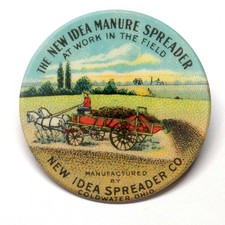 THE NEW IDEA MANURE SPREADER
AT WORK IN THE FIELD
MANUFACTURED
BY
NEW IDEA SPREADER CO.
COLDWATER, OHIO.